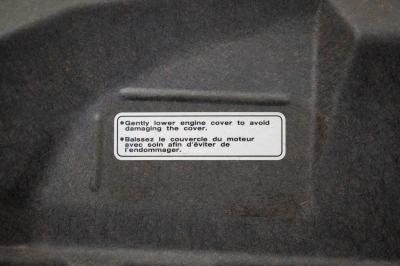 •Gently lower engine cover to avoid
damaging the cover.
•Baissez le couvercle du moteur
avec soin afin d'éviter de
l'endommager.